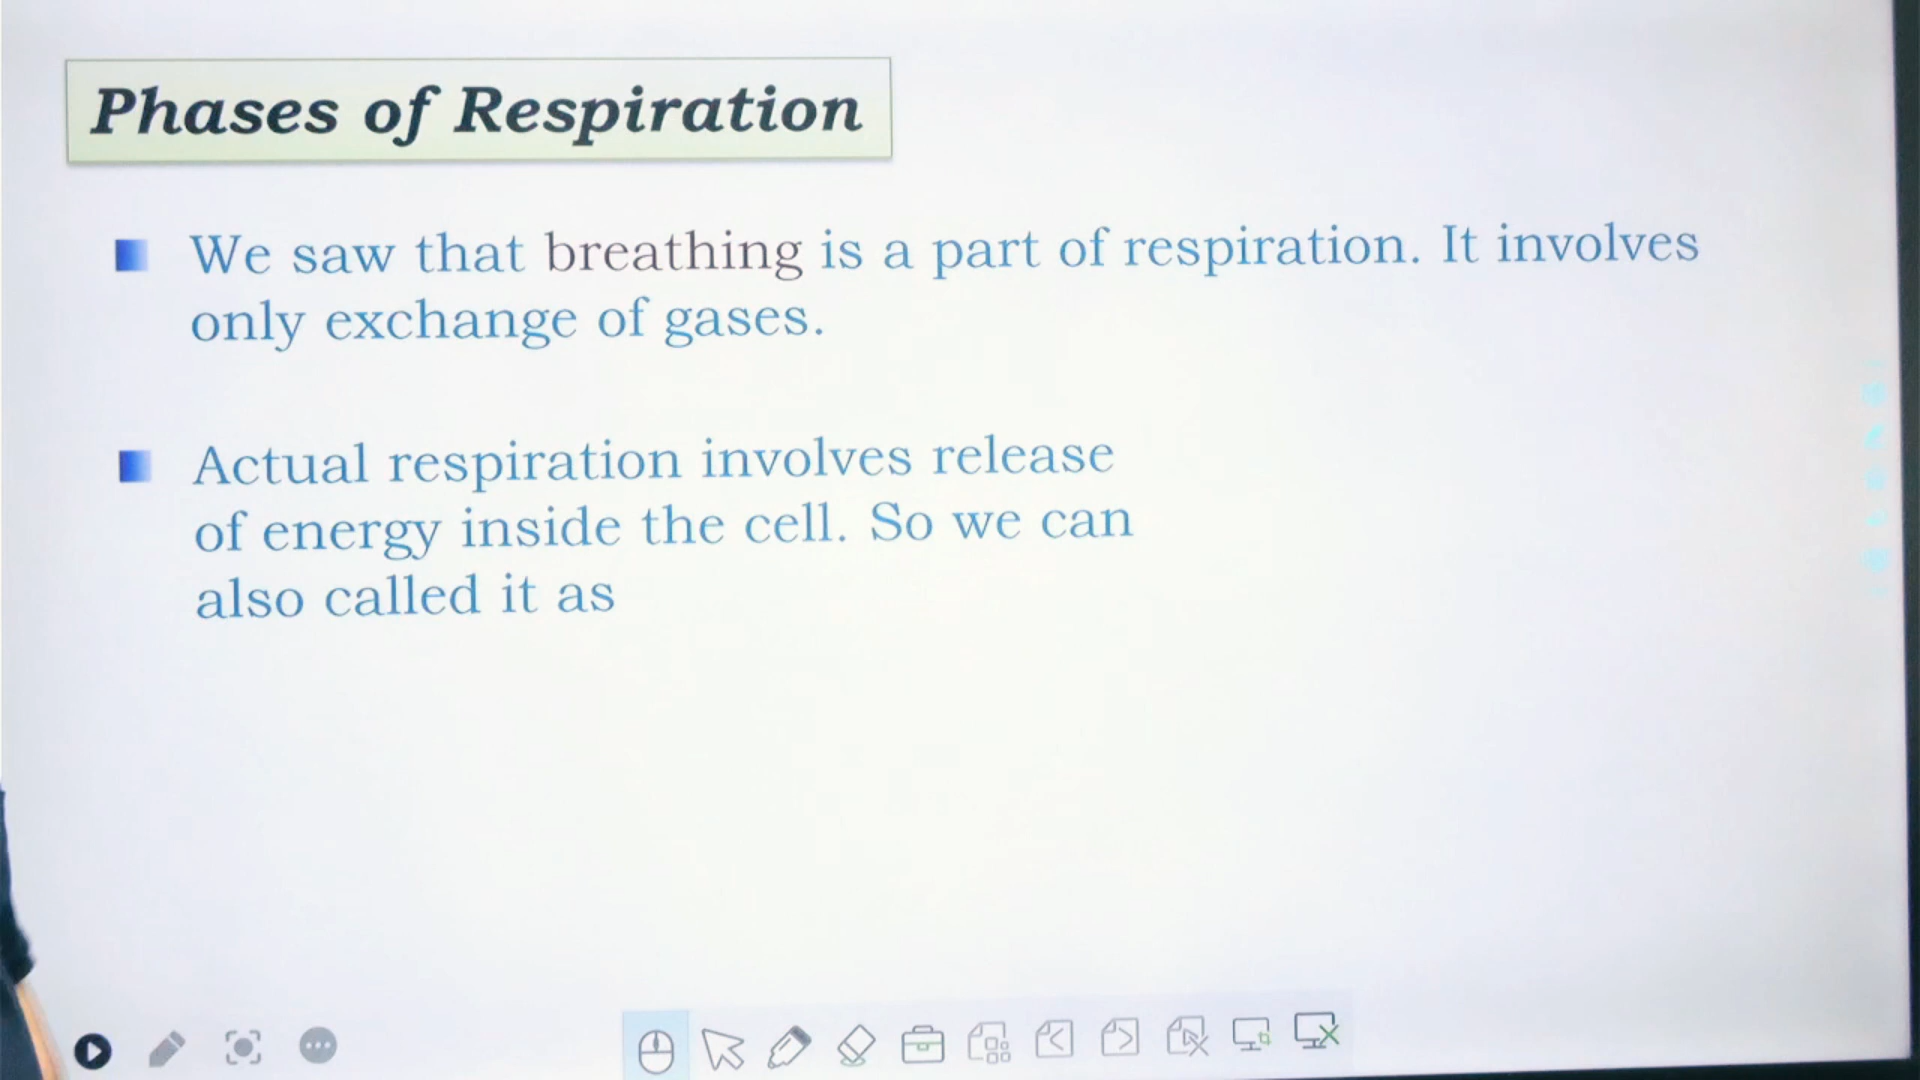 Phases of Respiration
We saw that breathing is a part of respiration. It involves
only exchange of gases.
Actual respiration involves release
of energy inside the cell. So we can
also called it as